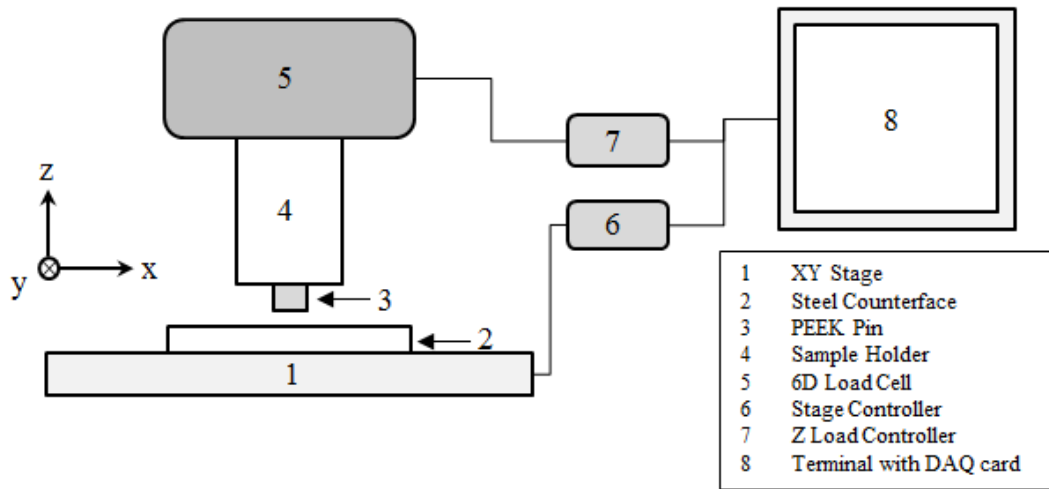 5
7
8
z
4
6
y
x
3
2
1
1 XY Stage
2 Steel Counterface
3 PEEK Pin
4 Sample Holder
5 6D Load Cell
6 Stage Controller
7 Z Load Controller
8 Terminal with DAQ card